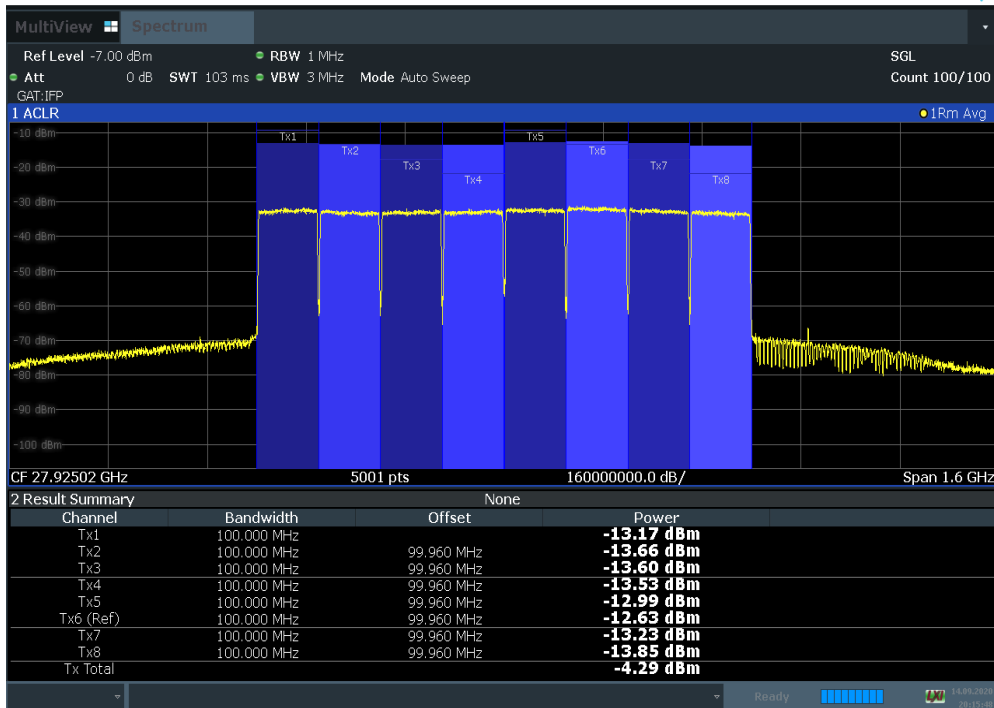 MultiView Spectrum
Ref Level -7.00 dBm RBW 1 MHz SGL
Att 0 dB SWT 103 ms VBW 3 MHz Mode Auto Sweep Count 100/100
GAT:IFP
1 ACLR 1Rm Avg
-10 dBm
Tx1 Tx5
Tx2 Tx6
-20 dBm Tx3 Tx7
Tx4 Tx8
-30 dBm
-40 dBm
-50 dBm
-60 dBm
-70 dBm
-80 dBm
-90 dBm
-100 dBm
CF 27.92502 GHz 5001 pts 160000000.0 dB/ Span 1.6 GHz
2 Result Summary None
Channel Bandwidth Offset Power
Tx1 100.000 MHz -13.17 dBm
Tx2 100.000 MHz 99.960 MHz -13.66 dBm
Tx3 100.000 MHz 99.960 MHz -13.60 dBm
Tx4 100.000 MHz 99.960 MHz -13.53 dBm
Tx5 100.000 MHz 99.960 MHz -12.99 dBm
Tx6 (Ref) 100.000 MHz 99.960 MHz -12.63 dBm
Tx7 100.000 MHz 99.960 MHz -13.23 dBm
Tx8 100.000 MHz 99.960 MHz -13.85 dBm
Tx Total -4.29 dBm
Ready LXI 14.09.2020
20:15:48